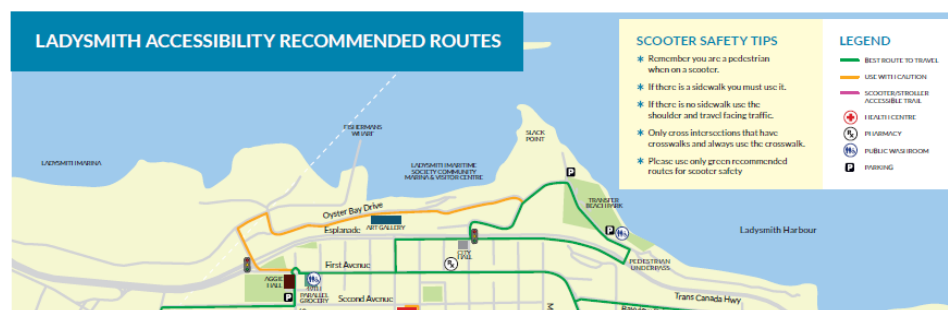 LADYSMITH ACCESSIBILITY RECOMMENDED ROUTES
SCOOTER SAFETY TIPS
* Remember you are a pedestrian
when on a scooter.
* If there is a sidewalk you must use it.
* If there is no sidewalk use the
shoulder and travel facing traffic.
* Only cross intersections that have
crosswalks and always use the crosswalk.
* Please use only green recommended
routes for scooter safety
LEGEND
BEST ROUTE TO TRAVEL
USE WITH CAUTION
SCOOTER/STROLLER
ACCESSIBLE TRAIL
HEALTH CENTRE
PHARMACY
PUBLIC WASHROOM
P PARKING
FISHERMANS
WHARF
SLACK
POINT
LADYSMITH MARINA
LADYSMITH MARITIME
SOCIETY COMMUNITY
MARINA & VISITOR CENTRE
P
TRANSFER
BEACH PARK
Oyster Bay Drive
ART GALLERY
Esplanade
P
Ladysmith Harbour
CITY
HALL
First Avenue
PEDESTRIAN
UNDERPASS
AGGIE
HALL
PARALLEL
GROCERY
P
Second Avenue
Trans Canada Hwy